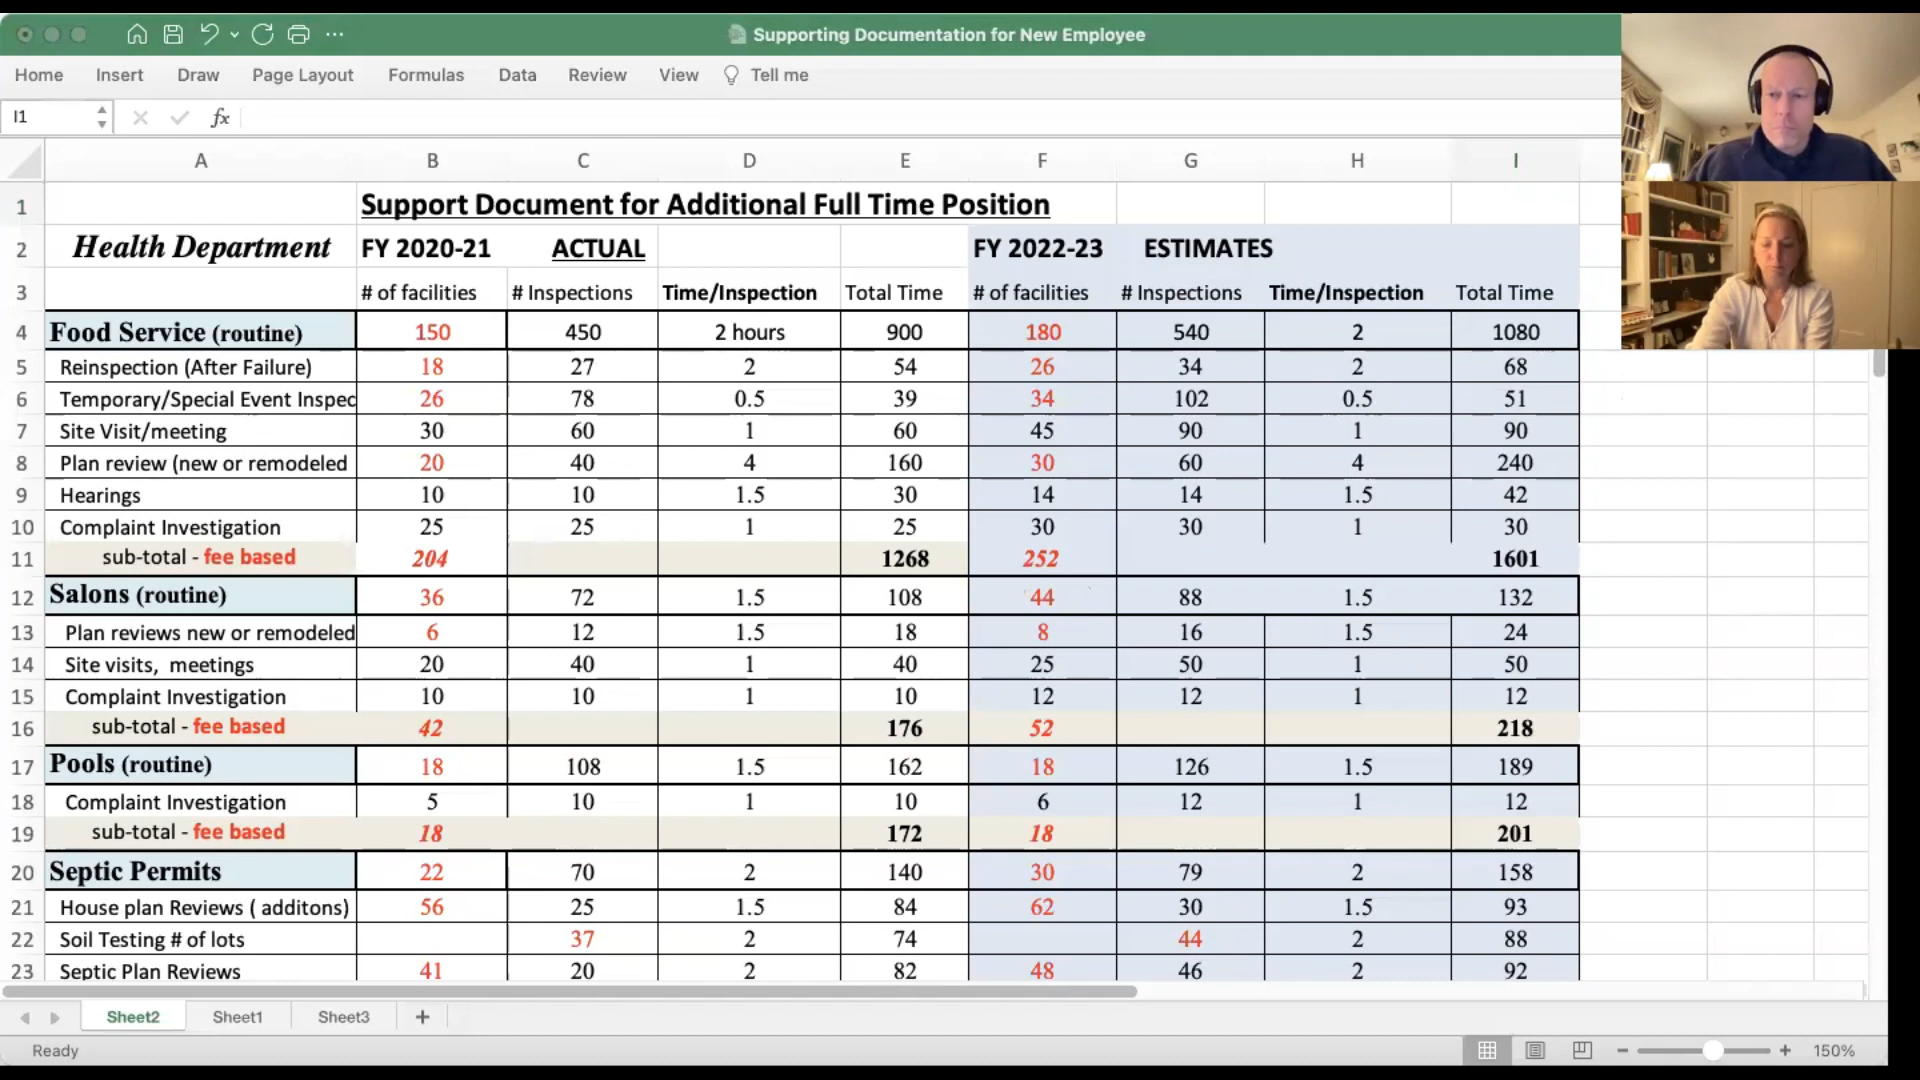 Supporting Documentation for New Employee
Home Insert Draw Page Layout Formulas Data Review View Tell me
I1 fx
A B C D E F G H I
1 Support Document for Additional Full Time Position
2 Health Department FY 2020-21 ACTUAL FY 2022-23 ESTIMATES
3 # of facilities # Inspections Time/Inspection Total Time # of facilities # Inspections Time/Inspection Total Time
4 Food Service (routine) 150 450 2 hours 900 180 540 2 1080
5 Reinspection (After Failure) 18 27 2 54 26 34 2 68
6 Temporary/Special Event Inspec 26 78 0.5 39 34 102 0.5 51
7 Site Visit/meeting 30 60 1 60 45 90 1 90
8 Plan review (new or remodeled 20 40 4 160 30 60 4 240
9 Hearings 10 10 1.5 30 14 14 1.5 42
10 Complaint Investigation 25 25 1 25 30 30 1 30
11 sub-total - fee based 204 1268 252 1601
12 Salons (routine) 36 72 1.5 108 44 88 1.5 132
13 Plan reviews new or remodeled 6 12 1.5 18 8 16 1.5 24
14 Site visits, meetings 20 40 1 40 25 50 1 50
15 Complaint Investigation 10 10 1 10 12 12 1 12
16 sub-total - fee based 42 176 52 218
17 Pools (routine) 18 108 1.5 162 18 126 1.5 189
18 Complaint Investigation 5 10 1 10 6 12 1 12
19 sub-total - fee based 18 172 18 201
20 Septic Permits 22 70 2 140 30 79 2 158
21 House plan Reviews ( additons) 56 25 1.5 84 62 30 1.5 93
22 Soil Testing # of lots 37 2 74 44 2 88
23 Septic Plan Reviews 41 20 2 82 48 46 2 92
Sheet2 Sheet1 Sheet3 +
Ready 150%